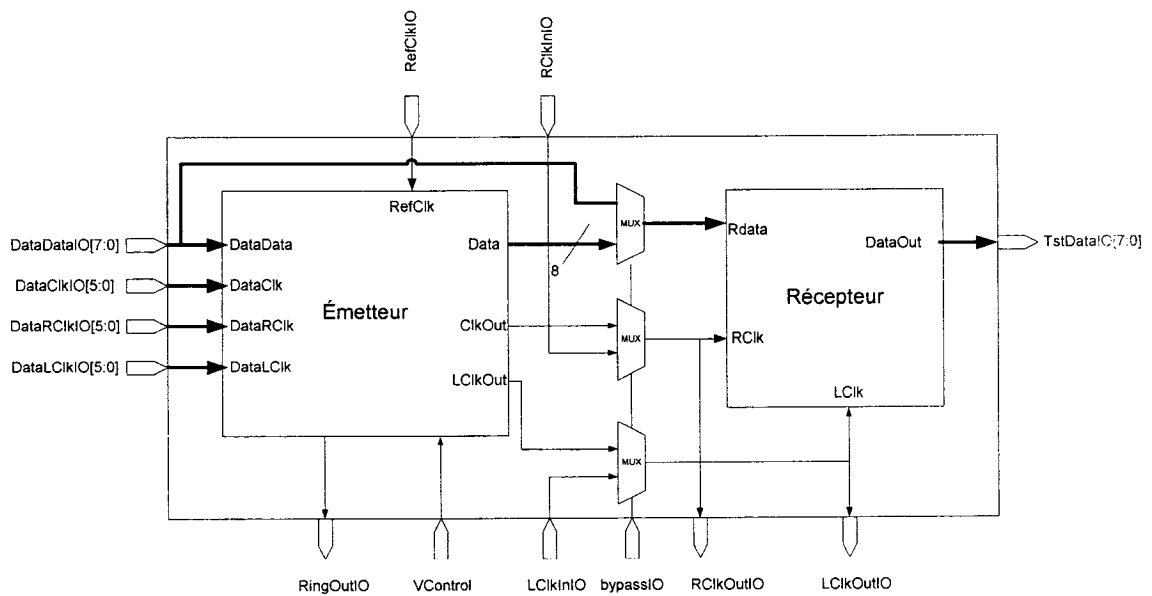 RefClkIO
RClkInIO
RefClk
DataDataIO[7:0]
DataData
Data
MUX
Rdata
DataOut
TstDataIO[7:0]
8
DataClkIO[5:0]
DataClk
Émetteur
Récepteur
DataRClkIO[5:0]
DataRClk
ClkOut
MUX
RClk
DataLClkIO[5:0]
DataLClk
LClkOut
LClk
MUX
RingOutIO
VControl
LClkInIO
bypassIO
RClkOutIO
LClkOutIO